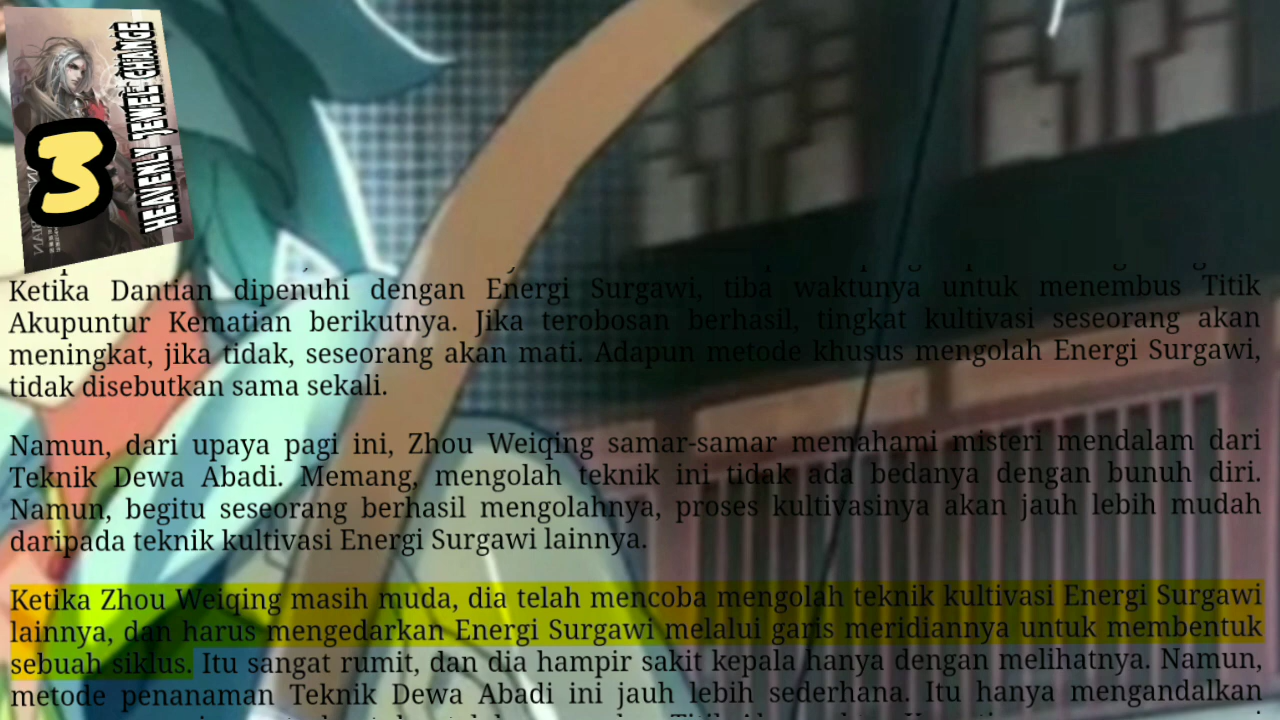 HEAVENLY JEWEL CHANGE
3
Ketika Dantian dipenuhi dengan Energi Surgawi, tiba waktunya untuk menembus Titik
Akupuntur Kematian berikutnya. Jika terobosan berhasil, tingkat kultivasi seseorang akan
meningkat, jika tidak, seseorang akan mati. Adapun metode khusus mengolah Energi Surgawi,
tidak disebutkan sama sekali.
Namun, dari upaya pagi ini, Zhou Weiqing samar-samar memahami misteri mendalam dari
Teknik Dewa Abadi. Memang, mengolah teknik ini tidak ada bedanya dengan bunuh diri.
Namun, begitu seseorang berhasil mengolahnya, proses kultivasinya akan jauh lebih mudah
daripada teknik kultivasi Energi Surgawi lainnya.
Ketika Zhou Weiqing masih muda, dia telah mencoba mengolah teknik kultivasi Energi Surgawi
lainnya, dan harus mengedarkan Energi Surgawi melalui garis meridiannya untuk membentuk
sebuah siklus. Itu sangat rumit, dan dia hampir sakit kepala hanya dengan melihatnya. Namun,
metode penanaman Teknik Dewa Abadi ini jauh lebih sederhana. Itu hanya mengandalkan